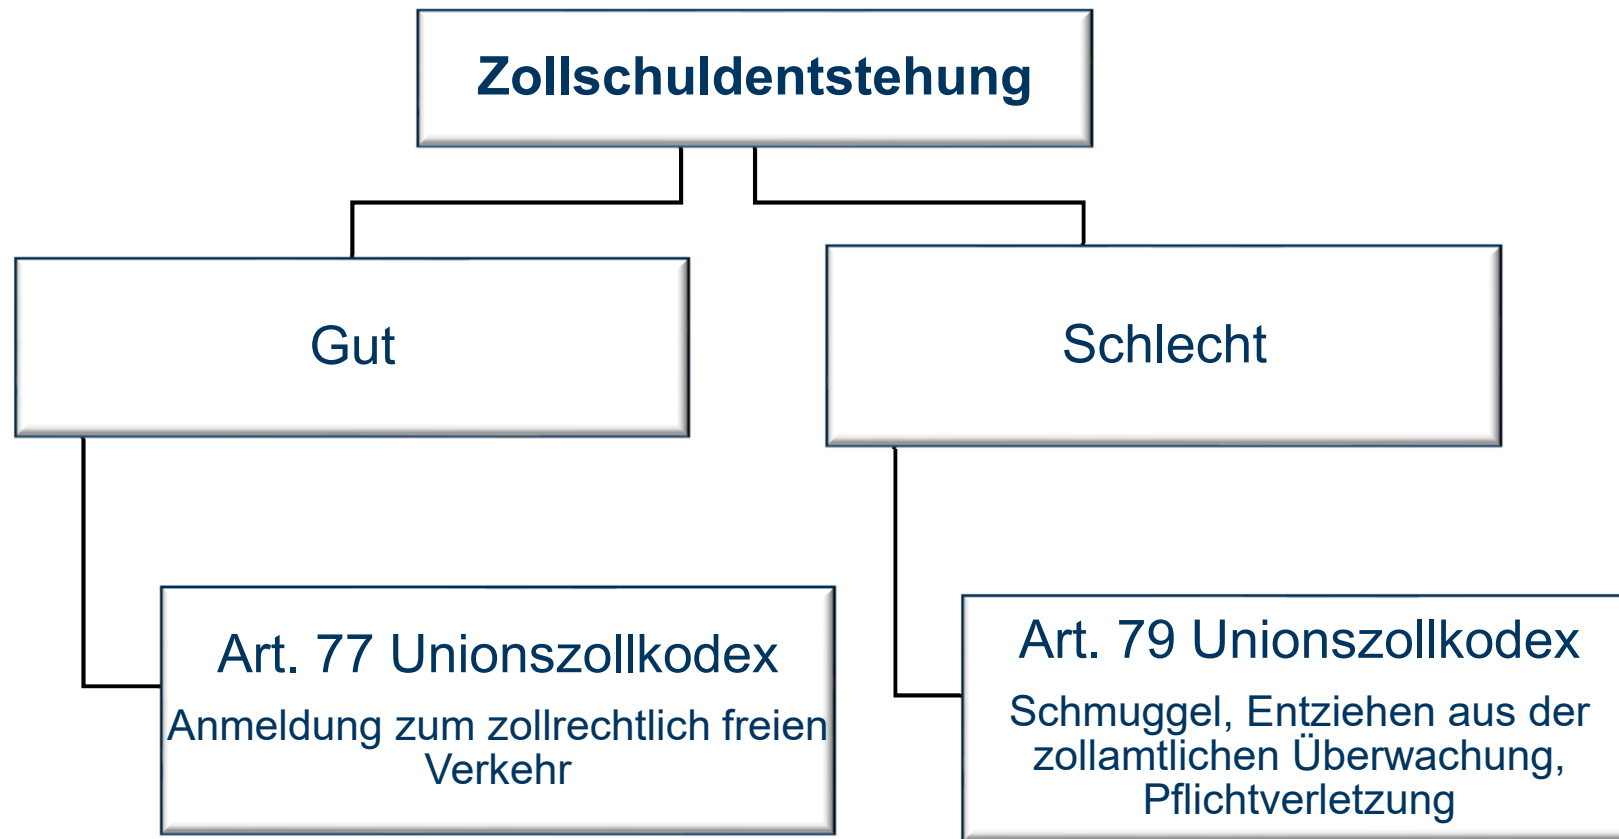 Zollschuldentstehung
Gut
Schlecht
Art. 77 Unionszollkodex
Anmeldung zum zollrechtlich freien
Verkehr
Art. 79 Unionszollkodex
Schmuggel, Entziehen aus der
zollamtlichen Überwachung,
Pflichtverletzung